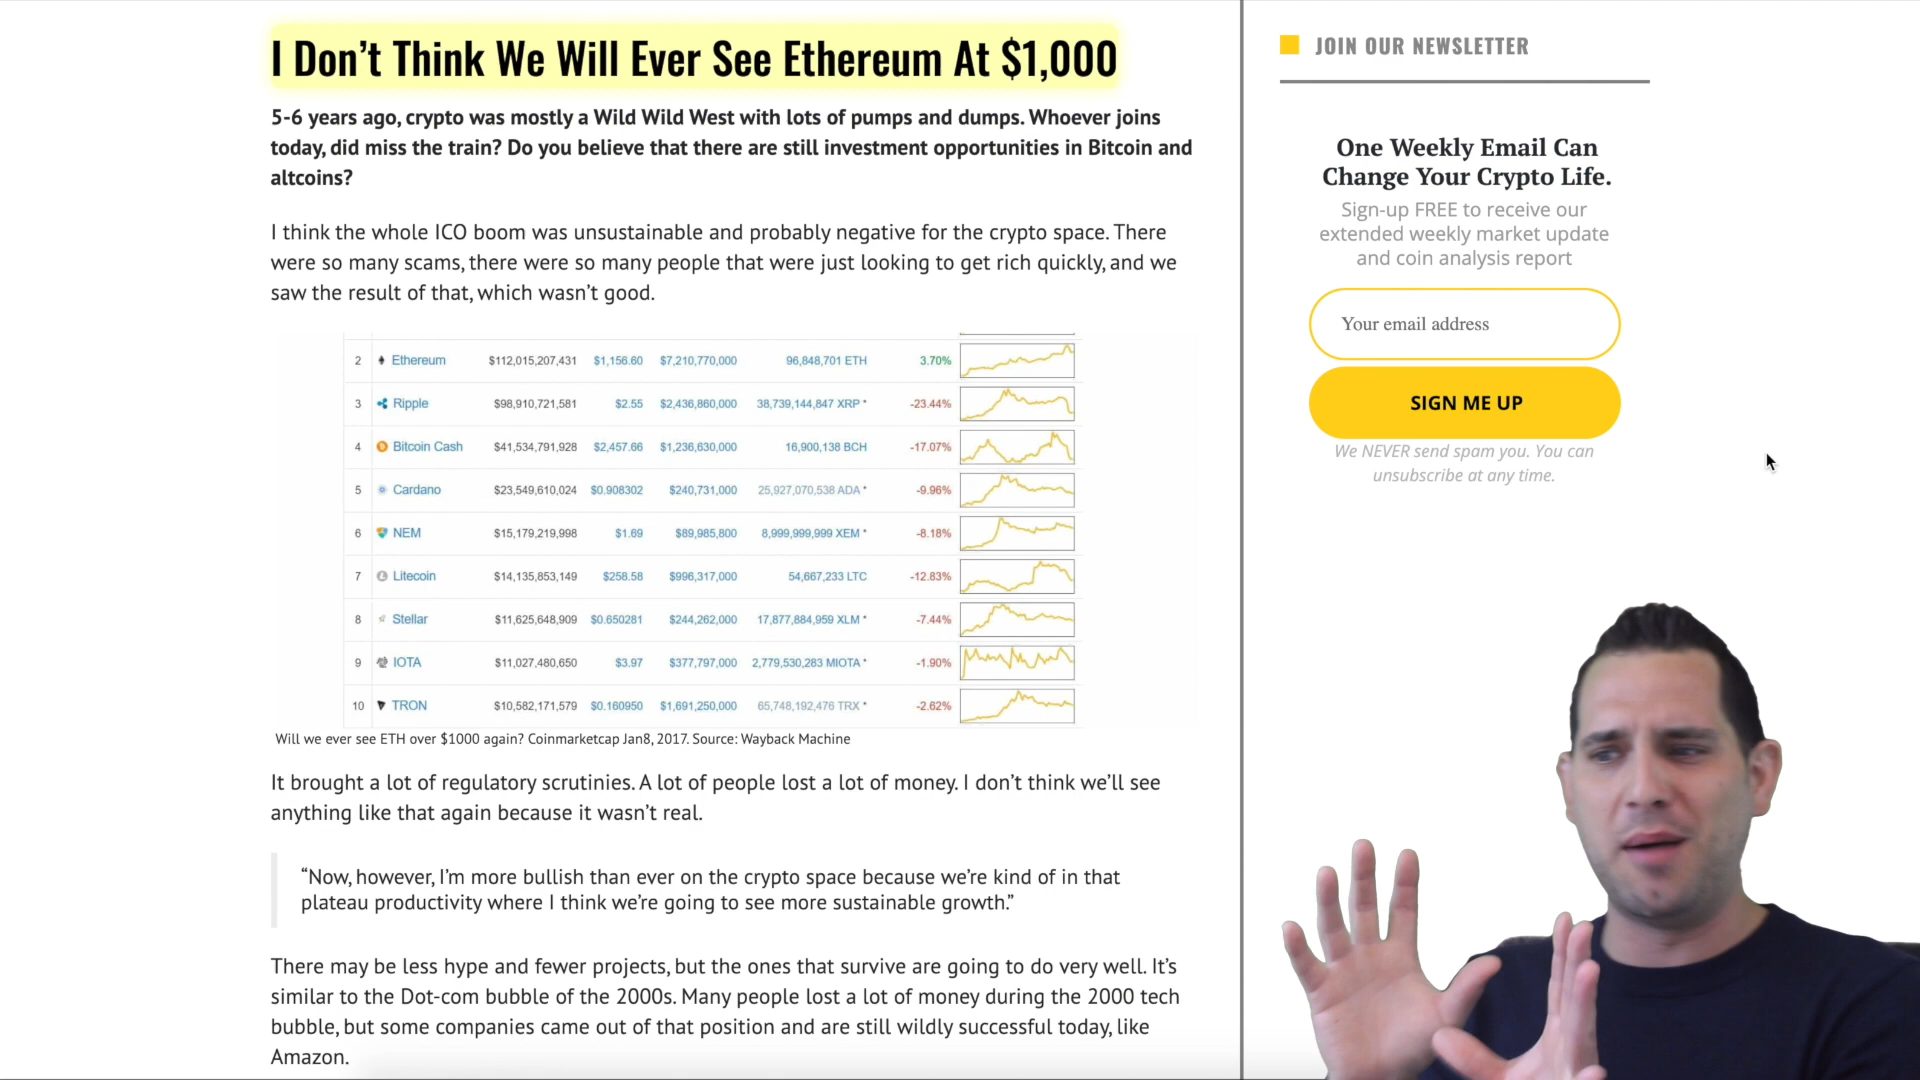 I Don’t Think We Will Ever See Ethereum At $1,000
5-6 years ago, crypto was mostly a Wild Wild West with lots of pumps and dumps. Whoever joins
today, did miss the train? Do you believe that there are still investment opportunities in Bitcoin and
altcoins?
I think the whole ICO boom was unsustainable and probably negative for the crypto space. There
were so many scams, there were so many people that were just looking to get rich quickly, and we
saw the result of that, which wasn’t good.
2 Ethereum $112,015,207,431 $1,156.60 $7,210,770,000 96,848,701 ETH 3.70%
3 Ripple $98,910,721,581 $2.55 $2,436,860,000 38,739,144,847 XRP * -23.44%
4 Bitcoin Cash $41,534,791,928 $2,457.66 $1,236,630,000 16,900,138 BCH -17.07%
5 Cardano $23,549,610,024 $0.908302 $240,731,000 25,927,070,538 ADA * -9.96%
6 NEM $15,179,219,998 $1.69 $89,985,800 8,999,999,999 XEM * -8.18%
7 Litecoin $14,135,853,149 $258.58 $996,317,000 54,667,233 LTC -12.83%
8 Stellar $11,625,648,909 $0.650281 $244,262,000 17,877,884,959 XLM * -7.44%
9 IOTA $11,027,480,650 $3.97 $377,797,000 2,779,530,283 MIOTA * -1.90%
10 TRON $10,582,171,579 $0.160950 $1,691,250,000 65,748,192,476 TRX * -2.62%
Will we ever see ETH over $1000 again? Coinmarketcap Jan8, 2017. Source: Wayback Machine
It brought a lot of regulatory scrutinies. A lot of people lost a lot of money. I don’t think we’ll see
anything like that again because it wasn’t real.
“Now, however, I’m more bullish than ever on the crypto space because we’re kind of in that
plateau productivity where I think we’re going to see more sustainable growth.”
There may be less hype and fewer projects, but the ones that survive are going to do very well. It’s
similar to the Dot-com bubble of the 2000s. Many people lost a lot of money during the 2000 tech
bubble, but some companies came out of that position and are still wildly successful today, like
Amazon.
JOIN OUR NEWSLETTER
One Weekly Email Can
Change Your Crypto Life.
Sign-up FREE to receive our
extended weekly market update
and coin analysis report
Your email address
SIGN ME UP
We NEVER send spam you. You can
unsubscribe at any time.